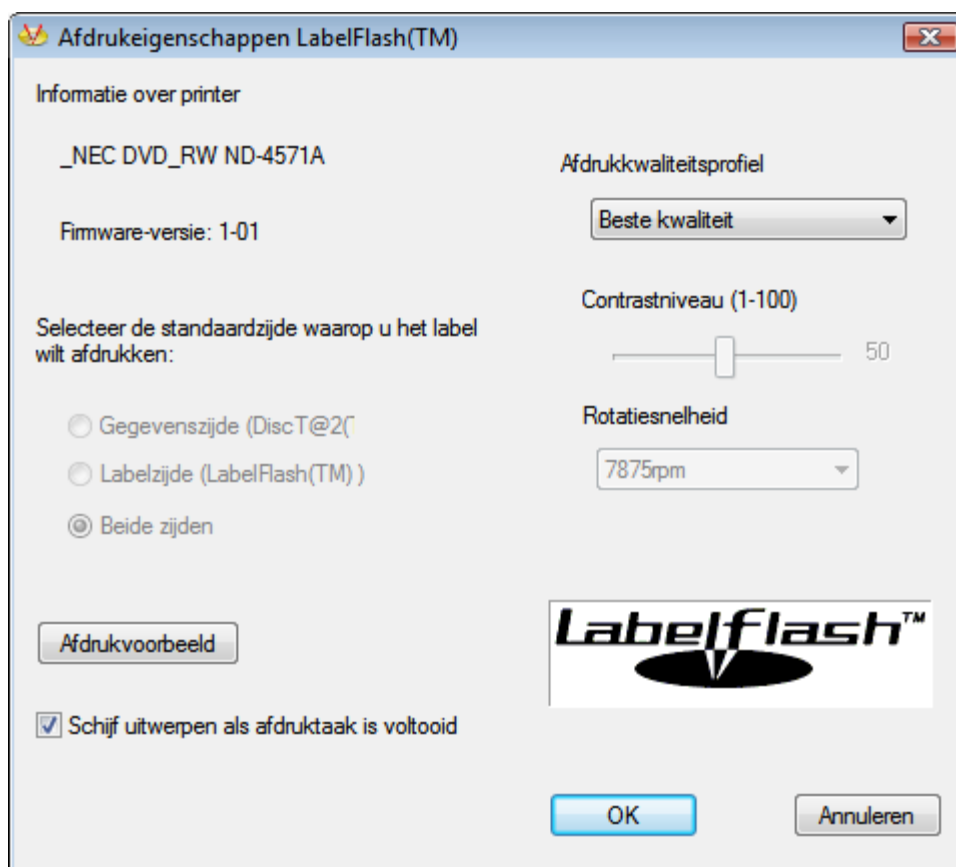 Afdrukeigenschappen LabelFlash(TM)
Informatie over printer
_NEC DVD_RW ND-4571A
Firmware-versie: 1-01
Selecteer de standaardzijde waarop u het label
wilt afdrukken:
Gegevenszijde (DiscT@2(T
Labelzijde (LabelFlash(TM) )
Beide zijden
Afdrukvoorbeeld
Schijf uitwerpen als afdruktaak is voltooid
Afdrukkwaliteitsprofiel
Beste kwaliteit
Contrastniveau (1-100)
50
Rotatiesnelheid
7875rpm
Labelflash™
OK
Annuleren